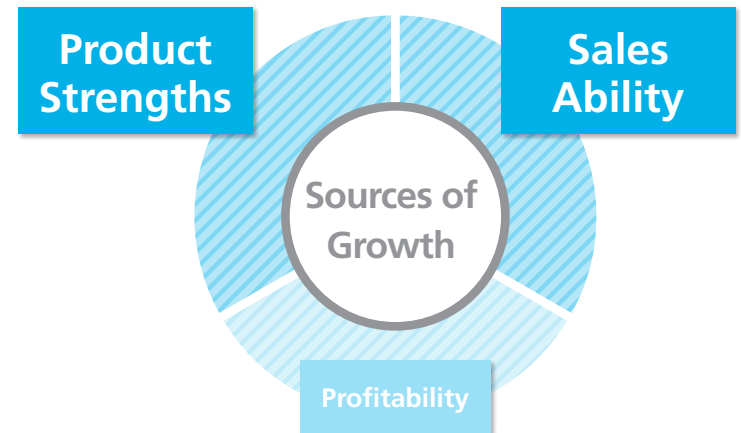 Product
Strengths
Sales
Ability
Sources of
Growth
Profitability